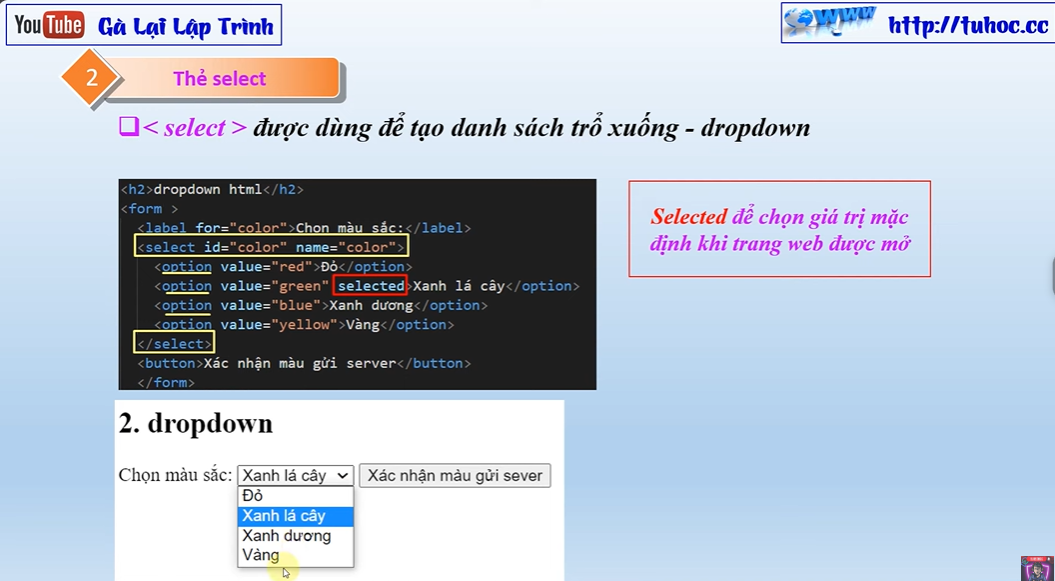 YouTube Gà Lại Lập Trình
WWW http://tuhoc.cc
2 Thẻ select
< select > được dùng để tạo danh sách trổ xuống - dropdown
<h2>dropdown html</h2>
<form >
<label for="color">Chọn màu sắc:</label>
<select id="color" name="color">
<option value="red">Đỏ</option>
<option value="green" selected>Xanh lá cây</option>
<option value="blue">Xanh dương</option>
<option value="yellow">Vàng</option>
</select>
<button>Xác nhận màu gửi server</button>
</form>
Selected để chọn giá trị mặc
định khi trang web được mở
2. dropdown
Chọn màu sắc: Xanh lá cây Xác nhận màu gửi sever
Đỏ
Xanh lá cây
Xanh dương
Vàng